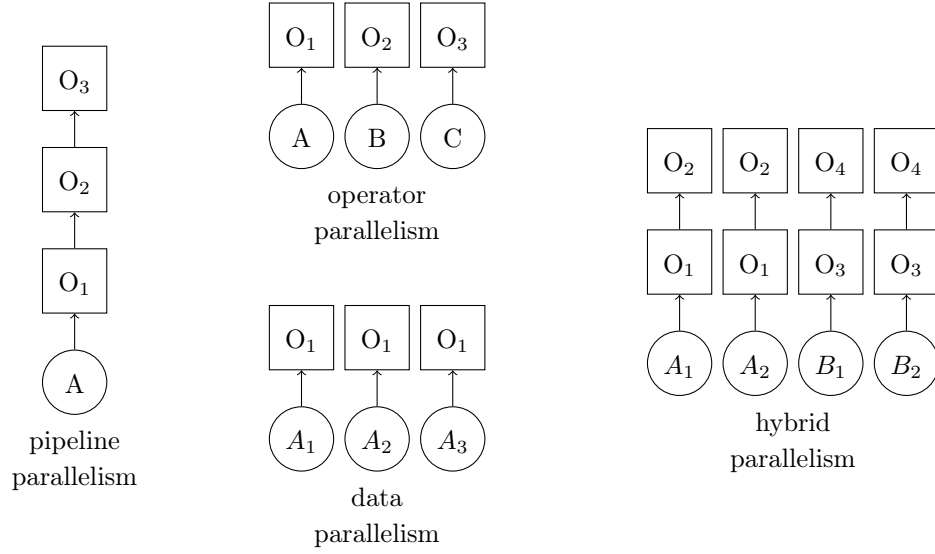 O₃
O₂
O₁
A
pipeline
parallelism
O₁ O₂ O₃
A B C
operator
parallelism
O₁ O₁ O₁
A₁ A₂ A₃
data
parallelism
O₂ O₂ O₄ O₄
O₁ O₁ O₃ O₃
A₁ A₂ B₁ B₂
hybrid
parallelism